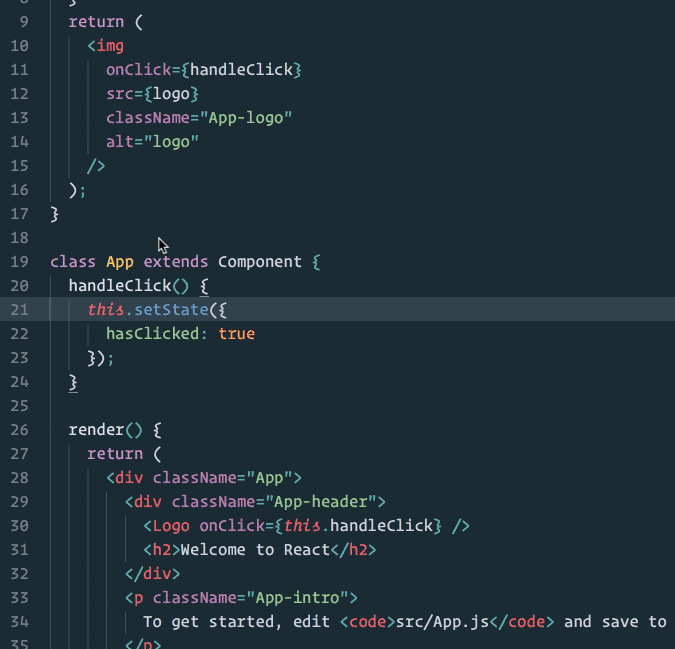 8 }
9 return (
10 <img
11 onClick={handleClick}
12 src={logo}
13 className="App-logo"
14 alt="logo"
15 />
16 );
17 }
18
19 class App extends Component {
20 handleClick() {
21 this.setState({
22 hasClicked: true
23 });
24 }
25
26 render() {
27 return (
28 <div className="App">
29 <div className="App-header">
30 <Logo onClick={this.handleClick} />
31 <h2>Welcome to React</h2>
32 </div>
33 <p className="App-intro">
34 To get started, edit <code>src/App.js</code> and save to
35 </p>